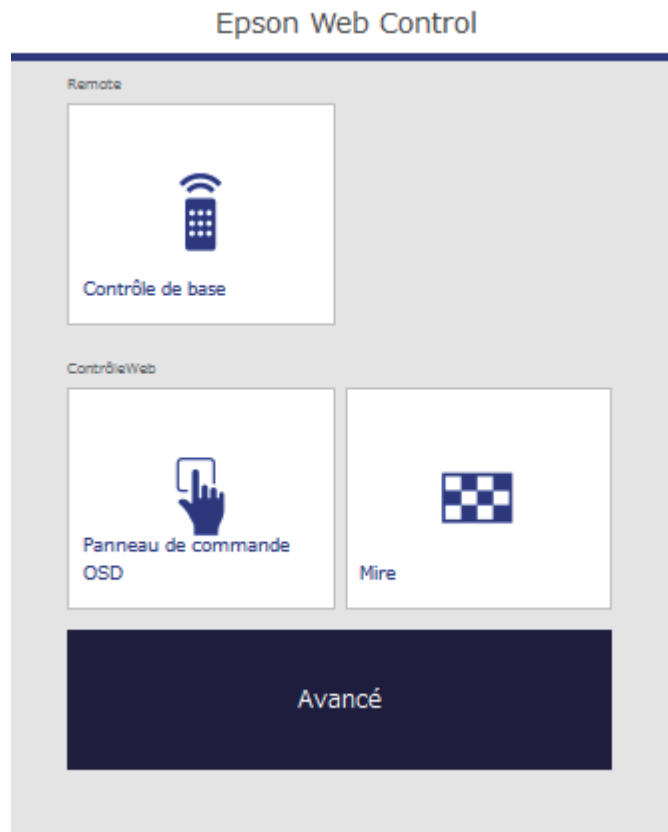 Epson Web Control
Remote
Contrôle de base
ContrôleWeb
Panneau de commande
OSD
Mire
Avancé